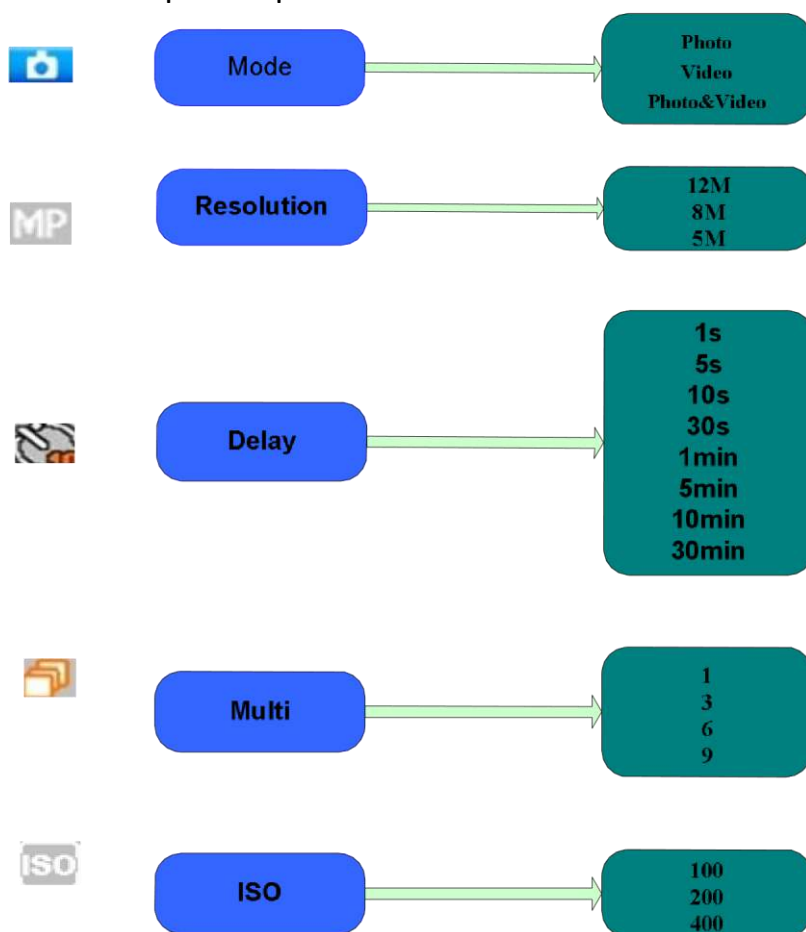 Mode
Photo
Video
Photo&Video
MP
Resolution
12M
8M
5M
Delay
1s
5s
10s
30s
1min
5min
10min
30min
Multi
1
3
6
9
ISO
ISO
100
200
400